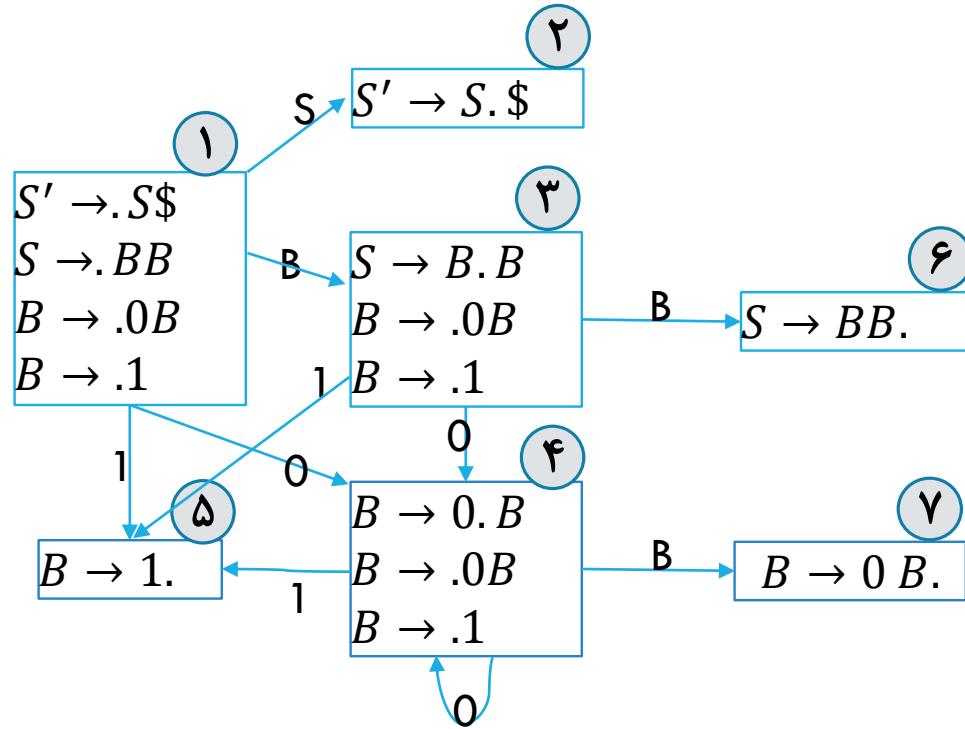 ۲
S′ → S. $
S
۱
S′ →. S$
S →. BB
B → .0B
B → .1
B
۳
S → B. B
B → .0B
B → .1
B
۶
S → BB.
1
1
0
0
۴
B → 0. B
B → .0B
B → .1
۵
B → 1.
1
B
۷
B → 0 B.
0